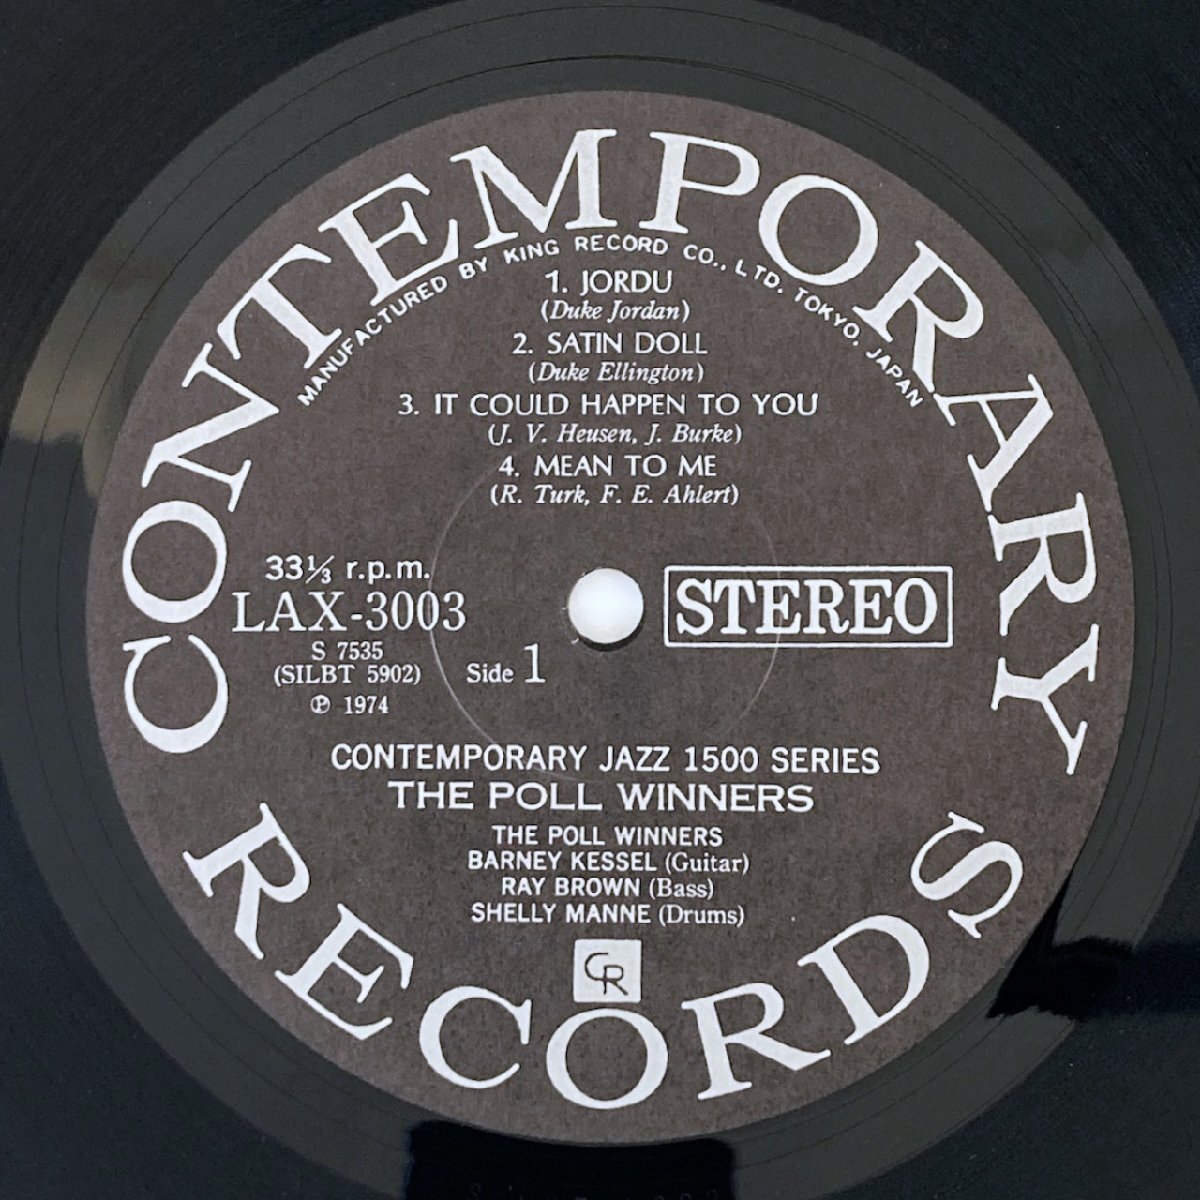 CONTEMPORARY
MANUFACTURED BY KING RECORD CO., LTD. TOKYO, JAPAN
1. JORDU
(Duke Jordan)
2. SATIN DOLL
(Duke Ellington)
3. IT COULD HAPPEN TO YOU
(J. V. Heusen, J. Burke)
4. MEAN TO ME
(R. Turk, F. E. Ahlert)
33⅓ r.p.m.
LAX-3003
S 7535
(SILBT 5902)
℗ 1974
Side 1
STEREO
CONTEMPORARY JAZZ 1500 SERIES
THE POLL WINNERS
THE POLL WINNERS
BARNEY KESSEL (Guitar)
RAY BROWN (Bass)
SHELLY MANNE (Drums)
CR
RECORDS